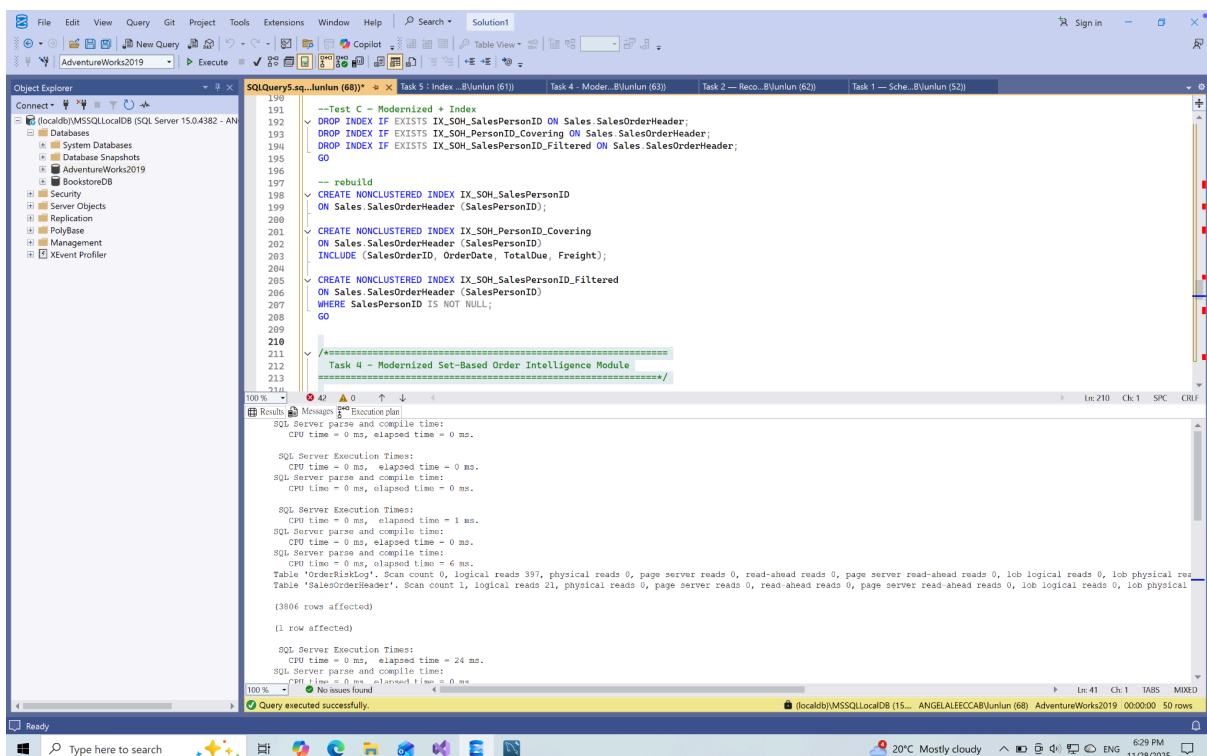 File Edit View Query Git Project Tools Extensions Window Help Search Solution1 Sign in
New Query Copilot Table View
AdventureWorks2019 Execute
Object Explorer
Connect
(localdb)\MSSQLLocalDB (SQL Server 15.0.4382 - AN
Databases
System Databases
Database Snapshots
AdventureWorks2019
BookstoreDB
Security
Server Objects
Replication
PolyBase
Management
XEvent Profiler
SQLQuery5.sq...lunlun (68))* Task 5 : Index ...B\lunlun (61)) Task 4 - Moder...B\lunlun (63)) Task 2 — Reco...B\lunlun (62)) Task 1 — Sche...B\lunlun (52))
190
191 --Test C – Modernized + Index
192 DROP INDEX IF EXISTS IX_SOH_SalesPersonID ON Sales.SalesOrderHeader;
193 DROP INDEX IF EXISTS IX_SOH_PersonID_Covering ON Sales.SalesOrderHeader;
194 DROP INDEX IF EXISTS IX_SOH_SalesPersonID_Filtered ON Sales.SalesOrderHeader;
195 GO
196
197 -- rebuild
198 CREATE NONCLUSTERED INDEX IX_SOH_SalesPersonID
199 ON Sales.SalesOrderHeader (SalesPersonID);
200
201 CREATE NONCLUSTERED INDEX IX_SOH_PersonID_Covering
202 ON Sales.SalesOrderHeader (SalesPersonID)
203 INCLUDE (SalesOrderID, OrderDate, TotalDue, Freight);
204
205 CREATE NONCLUSTERED INDEX IX_SOH_SalesPersonID_Filtered
206 ON Sales.SalesOrderHeader (SalesPersonID)
207 WHERE SalesPersonID IS NOT NULL;
208 GO
209
210
211 /*============================================================
212 Task 4 – Modernized Set-Based Order Intelligence Module
213 ============================================================*/
214
100 % 42 0 Ln: 210 Ch: 1 SPC CRLF
Results Messages Execution plan
SQL Server parse and compile time:
CPU time = 0 ms, elapsed time = 0 ms.
SQL Server Execution Times:
CPU time = 0 ms, elapsed time = 0 ms.
SQL Server parse and compile time:
CPU time = 0 ms, elapsed time = 0 ms.
SQL Server Execution Times:
CPU time = 0 ms, elapsed time = 1 ms.
SQL Server parse and compile time:
CPU time = 0 ms, elapsed time = 0 ms.
SQL Server parse and compile time:
CPU time = 0 ms, elapsed time = 6 ms.
Table 'OrderRiskLog'. Scan count 0, logical reads 397, physical reads 0, page server reads 0, read-ahead reads 0, page server read-ahead reads 0, lob logical reads 0, lob physical rea
Table 'SalesOrderHeader'. Scan count 1, logical reads 21, physical reads 0, page server reads 0, read-ahead reads 0, page server read-ahead reads 0, lob logical reads 0, lob physical
(3806 rows affected)
(1 row affected)
SQL Server Execution Times:
CPU time = 0 ms, elapsed time = 24 ms.
SQL Server parse and compile time:
CPU time = 0 ms, elapsed time = 0 ms.
100 % No issues found Ln: 41 Ch: 1 TABS MIXED
Query executed successfully. (localdb)\MSSQLLocalDB (15... ANGELALEECCAB\lunlun (68) AdventureWorks2019 00:00:00 50 rows
Ready
Type here to search 20°C Mostly cloudy ENG 6:29 PM
11/28/2025